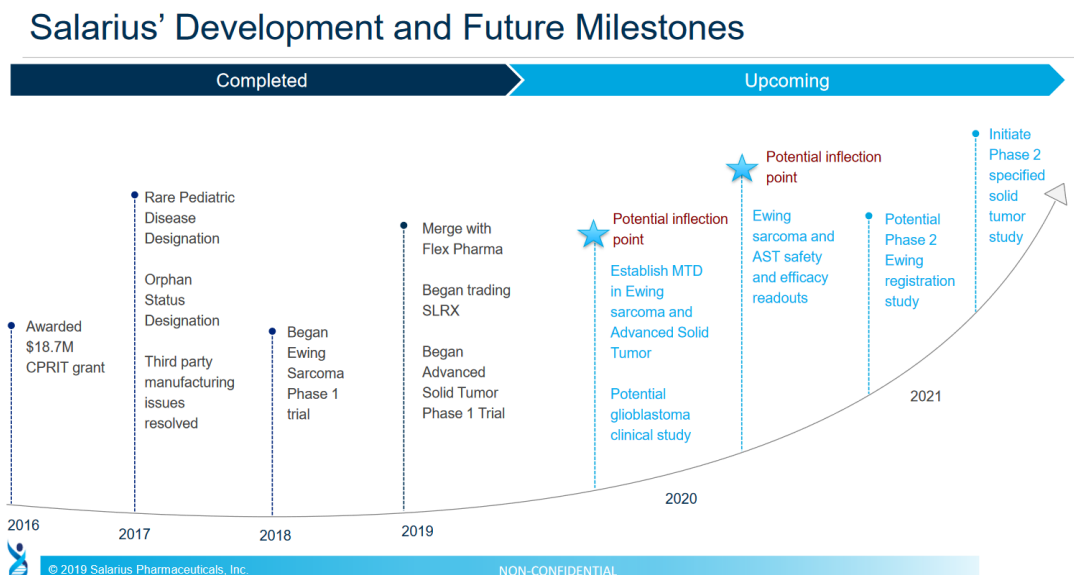 Salarius’ Development and Future Milestones
Completed
Upcoming
Awarded
$18.7M
CPRIT grant
Rare Pediatric
Disease
Designation
Orphan
Status
Designation
Third party
manufacturing
issues
resolved
Began
Ewing
Sarcoma
Phase 1
trial
Merge with
Flex Pharma
Began trading
SLRX
Began
Advanced
Solid Tumor
Phase 1 Trial
Potential inflection
point
Establish MTD
in Ewing
sarcoma and
Advanced Solid
Tumor
Potential
glioblastoma
clinical study
Potential inflection
point
Ewing
sarcoma and
AST safety
and efficacy
readouts
Potential
Phase 2
Ewing
registration
study
Initiate
Phase 2
specified
solid
tumor
study
2016
2017
2018
2019
2020
2021
© 2019 Salarius Pharmaceuticals, Inc.
NON-CONFIDENTIAL